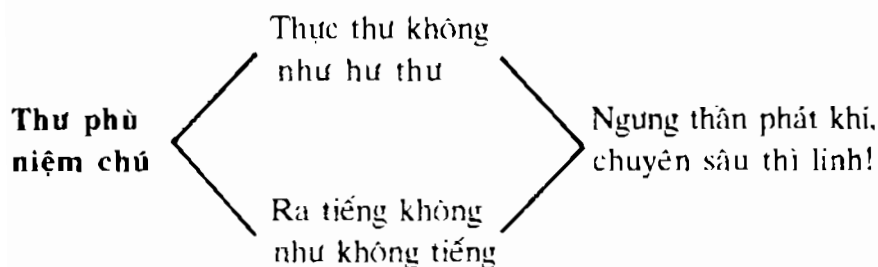 Thư phù
niệm chú
Thực thư không
như hư thư
Ra tiếng không
như không tiếng
Ngưng thần phát khí,
chuyên sâu thì linh!